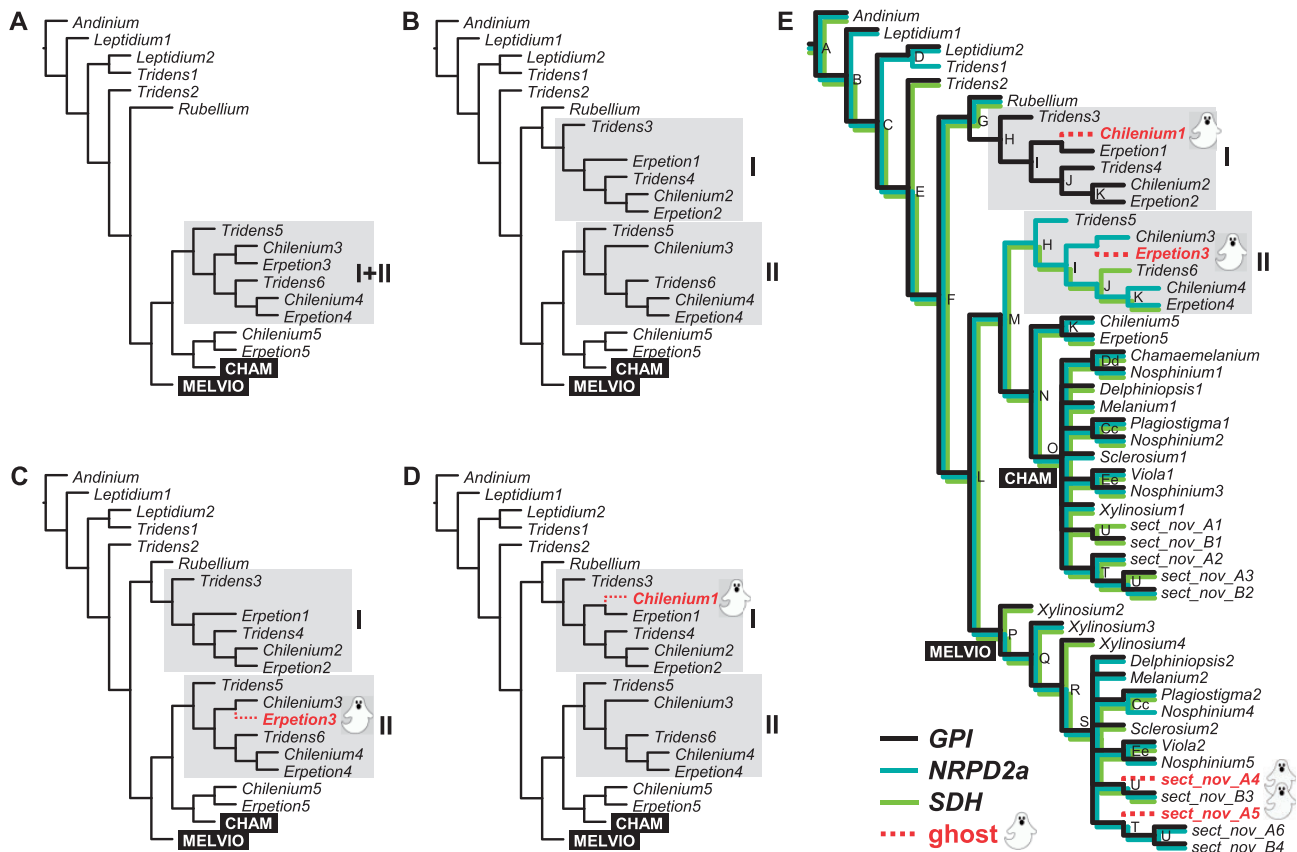 A
Andinium
Leptidium1
Leptidium2
Tridens1
Tridens2
Rubellium
Tridens5
Chilenium3
Erpetion3
Tridens6
Chilenium4
Erpetion4
I+II
Chilenium5
Erpetion5
CHAM
MELVIO
B
Andinium
Leptidium1
Leptidium2
Tridens1
Tridens2
Rubellium
Tridens3
Erpetion1
Tridens4
Chilenium2
Erpetion2
I
Tridens5
Chilenium3
Tridens6
Chilenium4
Erpetion4
II
Chilenium5
Erpetion5
CHAM
MELVIO
C
Andinium
Leptidium1
Leptidium2
Tridens1
Tridens2
Rubellium
Tridens3
Erpetion1
Tridens4
Chilenium2
Erpetion2
I
Tridens5
Chilenium3
Erpetion3
Tridens6
Chilenium4
Erpetion4
II
Chilenium5
Erpetion5
CHAM
MELVIO
D
Andinium
Leptidium1
Leptidium2
Tridens1
Tridens2
Rubellium
Tridens3
Chilenium1
Erpetion1
Tridens4
Chilenium2
Erpetion2
I
Tridens5
Chilenium3
Tridens6
Chilenium4
Erpetion4
II
Chilenium5
Erpetion5
CHAM
MELVIO
E
Andinium
A
Leptidium1
B
Leptidium2
D
Tridens1
C
Tridens2
E
Rubellium
G
Tridens3
H
Chilenium1
Erpetion1
I
I
Tridens4
J
Chilenium2
K
Erpetion2
F
Tridens5
H
Chilenium3
Erpetion3
II
I
Tridens6
J
Chilenium4
K
Erpetion4
M
Chilenium5
K
Erpetion5
N
Chamaemelanium
Dd
Nosphinium1
Delphiniopsis1
Melanium1
Plagiostigma1
Cc
Nosphinium2
O
Sclerosium1
CHAM
L
Viola1
Ee
Nosphinium3
Xylinosium1
sect_nov_A1
U
sect_nov_B1
sect_nov_A2
T
sect_nov_A3
U
sect_nov_B2
Xylinosium2
P
MELVIO
Xylinosium3
Q
Xylinosium4
R
Delphiniopsis2
Melanium2
Plagiostigma2
Cc
Nosphinium4
S
Sclerosium2
Viola2
Ee
Nosphinium5
sect_nov_A4
U
sect_nov_B3
sect_nov_A5
T
sect_nov_A6
U
sect_nov_B4
GPI
NRPD2a
SDH
ghost